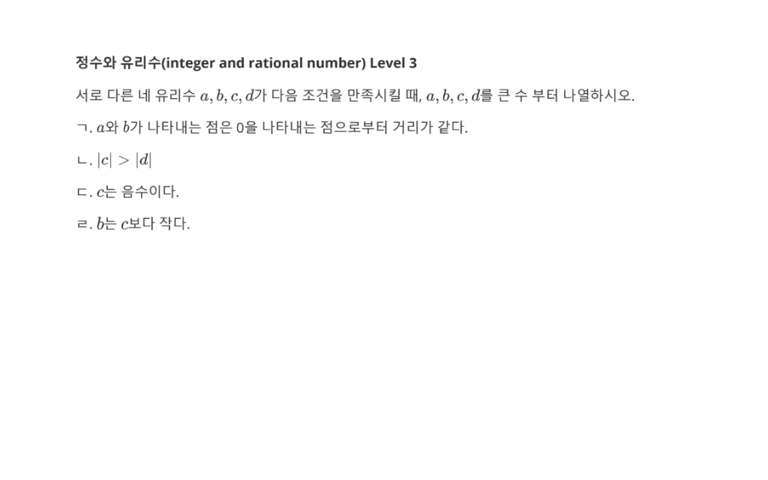 정수와 유리수(integer and rational number) Level 3
서로 다른 네 유리수 a, b, c, d가 다음 조건을 만족시킬 때, a, b, c, d를 큰 수 부터 나열하시오.
ㄱ. a와 b가 나타내는 점은 0을 나타내는 점으로부터 거리가 같다.
ㄴ. |c| > |d|
ㄷ. c는 음수이다.
ㄹ. b는 c보다 작다.